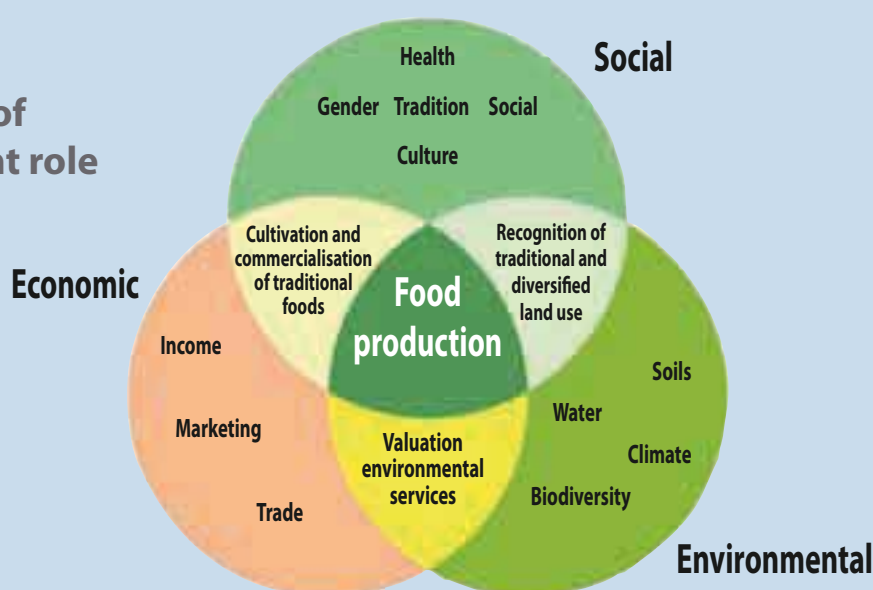 Social
Health
Gender Tradition Social
Culture
of
role
Economic
Cultivation and
commercialisation
of traditional
foods
Recognition of
traditional and
diversified
land use
Food
production
Income
Marketing
Trade
Soils
Water
Climate
Biodiversity
Valuation
environmental
services
Environmental